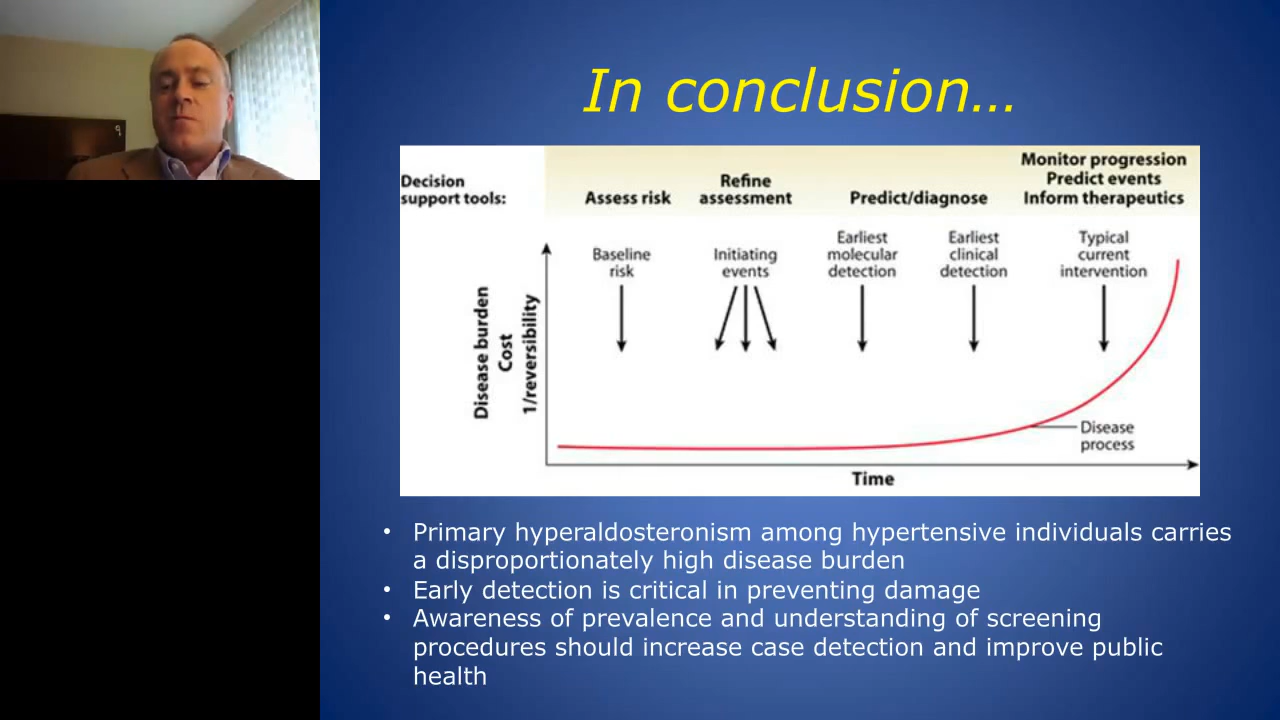 In conclusion…
Decision
support tools:
Assess risk
Refine
assessment
Predict/diagnose
Monitor progression
Predict events
Inform therapeutics
Baseline
risk
Initiating
events
Earliest
molecular
detection
Earliest
clinical
detection
Typical
current
intervention
Disease burden
Cost
1/reversibility
Disease
process
Time
• Primary hyperaldosteronism among hypertensive individuals carries
a disproportionately high disease burden
• Early detection is critical in preventing damage
• Awareness of prevalence and understanding of screening
procedures should increase case detection and improve public
health